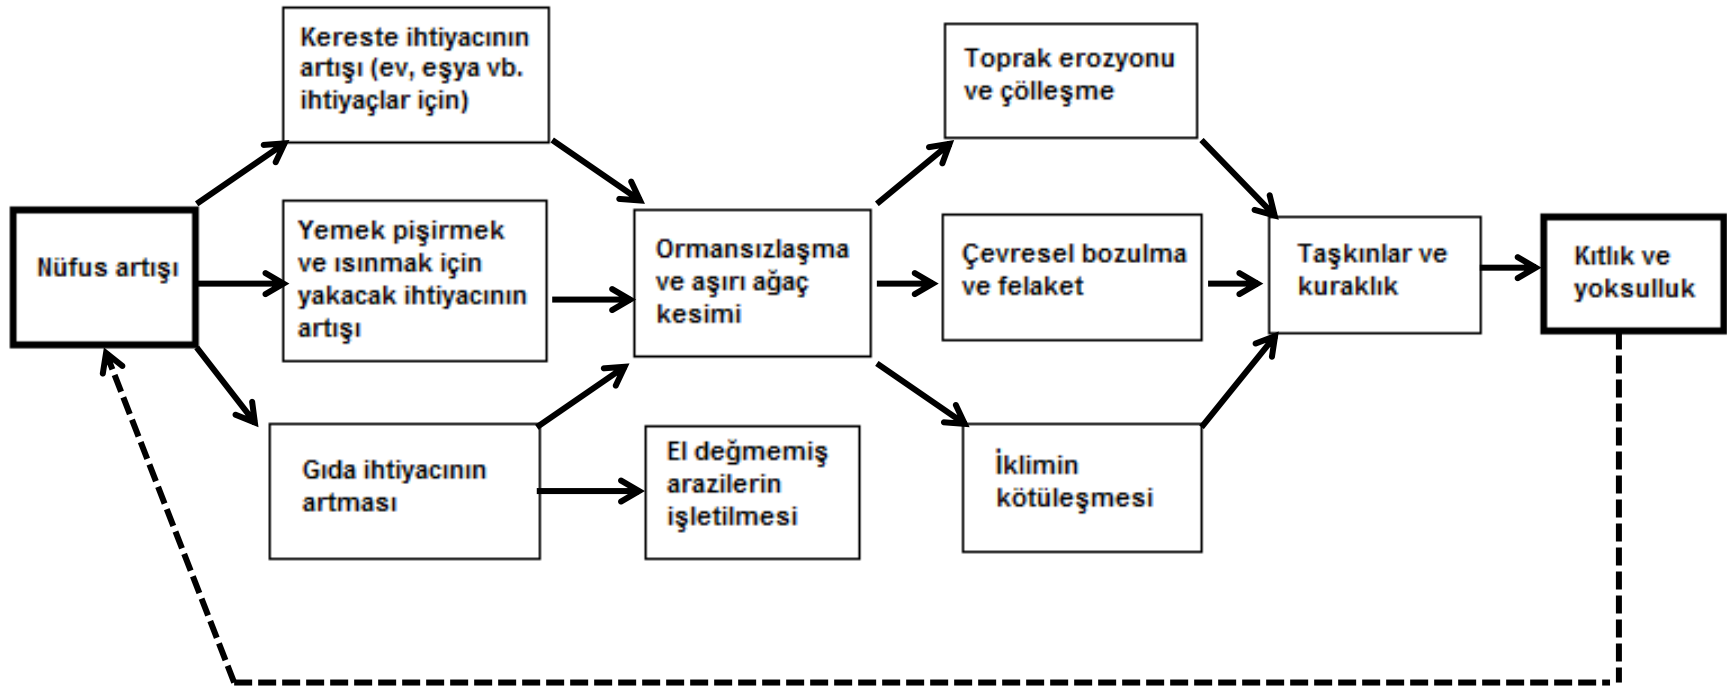 Nüfus artışı
Kereste ihtiyacının
artışı (ev, eşya vb.
ihtiyaçlar için)
Yemek pişirmek
ve ısınmak için
yakacak ihtiyacının
artışı
Gıda ihtiyacının
artması
Ormansızlaşma
ve aşırı ağaç
kesimi
El değmemiş
arazilerin
işletilmesi
Toprak erozyonu
ve çölleşme
Çevresel bozulma
ve felaket
İklimin
kötüleşmesi
Taşkınlar ve
kuraklık
Kıtlık ve
yoksulluk